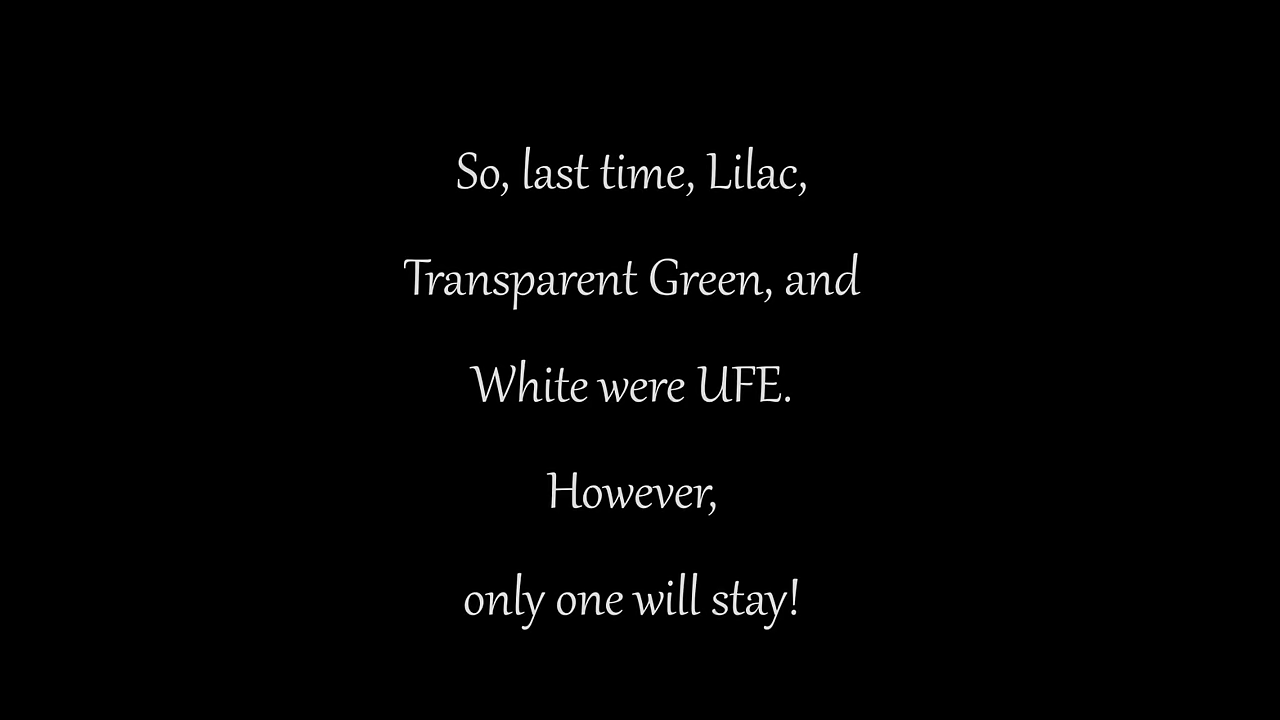 So, last time, Lilac,
Transparent Green, and
White were UFE.
However,
only one will stay!